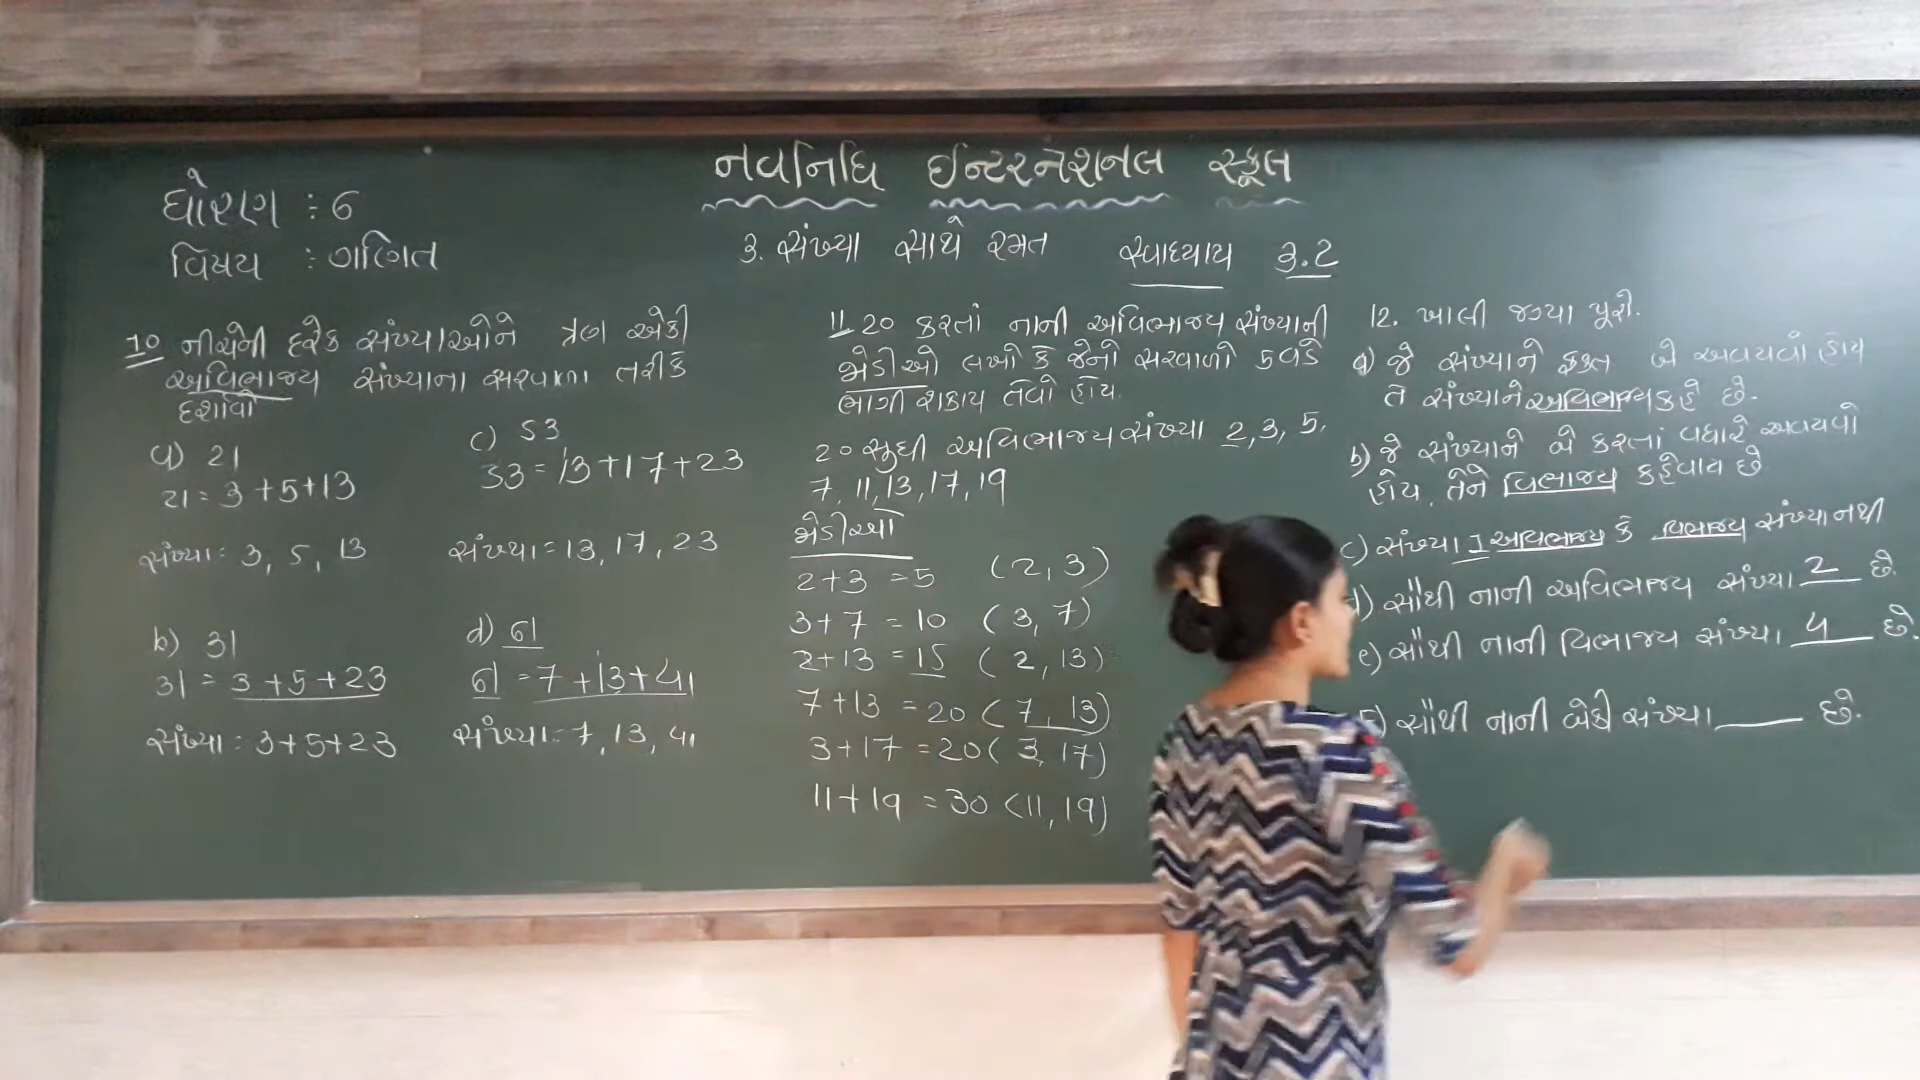 નવનિધિ ઈન્ટરનેશનલ સ્કૂલ
ધોરણ : 6
વિષય : ગણિત
3. સંખ્યા સાથે રમત સ્વાધ્યાય 3.2
10 નીચેની દરેક સંખ્યાઓને ત્રણ એકી
અવિભાજ્ય સંખ્યાના સરવાળા તરીકે
દર્શાવો
a) 21
21 = 3 + 5 + 13
સંખ્યા : 3, 5, 13
b) 31
31 = 3 + 5 + 23
સંખ્યા : 3 + 5 + 23
c) 53
53 = 13 + 17 + 23
સંખ્યા = 13, 17, 23
d) 61
61 = 7 + 13 + 41
સંખ્યા = 7, 13, 41
11 20 કરતાં નાની અવિભાજ્ય સંખ્યાની
જોડીઓ લખો કે જેનો સરવાળો 5 વડે
ભાગી શકાય તેવો હોય.
20 સુધી અવિભાજ્ય સંખ્યા 2, 3, 5,
7, 11, 13, 17, 19
જોડીઓ
2 + 3 = 5 (2, 3)
3 + 7 = 10 (3, 7)
2 + 13 = 15 (2, 13)
7 + 13 = 20 (7, 13)
3 + 17 = 20 (3, 17)
11 + 19 = 30 (11, 19)
12. ખાલી જગ્યા પૂરો.
a) જે સંખ્યાને ફક્ત બે અવયવો હોય
તે સંખ્યાને અવિભાજ્ય કહે છે.
b) જે સંખ્યાને બે કરતાં વધારે અવયવો
હોય, તેને વિભાજ્ય કહેવાય છે
c) સંખ્યા 1 અવિભાજ્ય કે વિભાજ્ય સંખ્યા નથી
d) સૌથી નાની અવિભાજ્ય સંખ્યા 2 છે.
e) સૌથી નાની વિભાજ્ય સંખ્યા 4 છે.
સૌથી નાની બેકી સંખ્યા ____ છે.